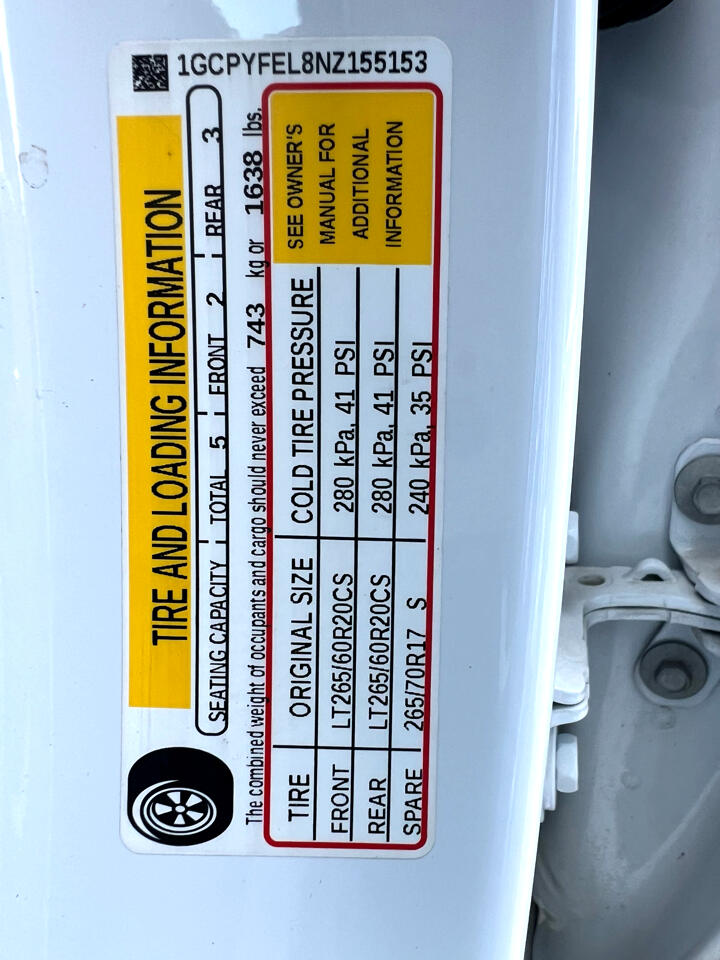 1GCPYFEL8NZ155153
TIRE AND LOADING INFORMATION
SEATING CAPACITY TOTAL 5 FRONT 2 REAR 3
The combined weight of occupants and cargo should never exceed 743 kg or 1638 lbs.
TIRE ORIGINAL SIZE COLD TIRE PRESSURE
FRONT LT265/60R20CS 280 kPa, 41 PSI
REAR LT265/60R20CS 280 kPa, 41 PSI
SPARE 265/70R17 S 240 kPa, 35 PSI
SEE OWNER'S
MANUAL FOR
ADDITIONAL
INFORMATION